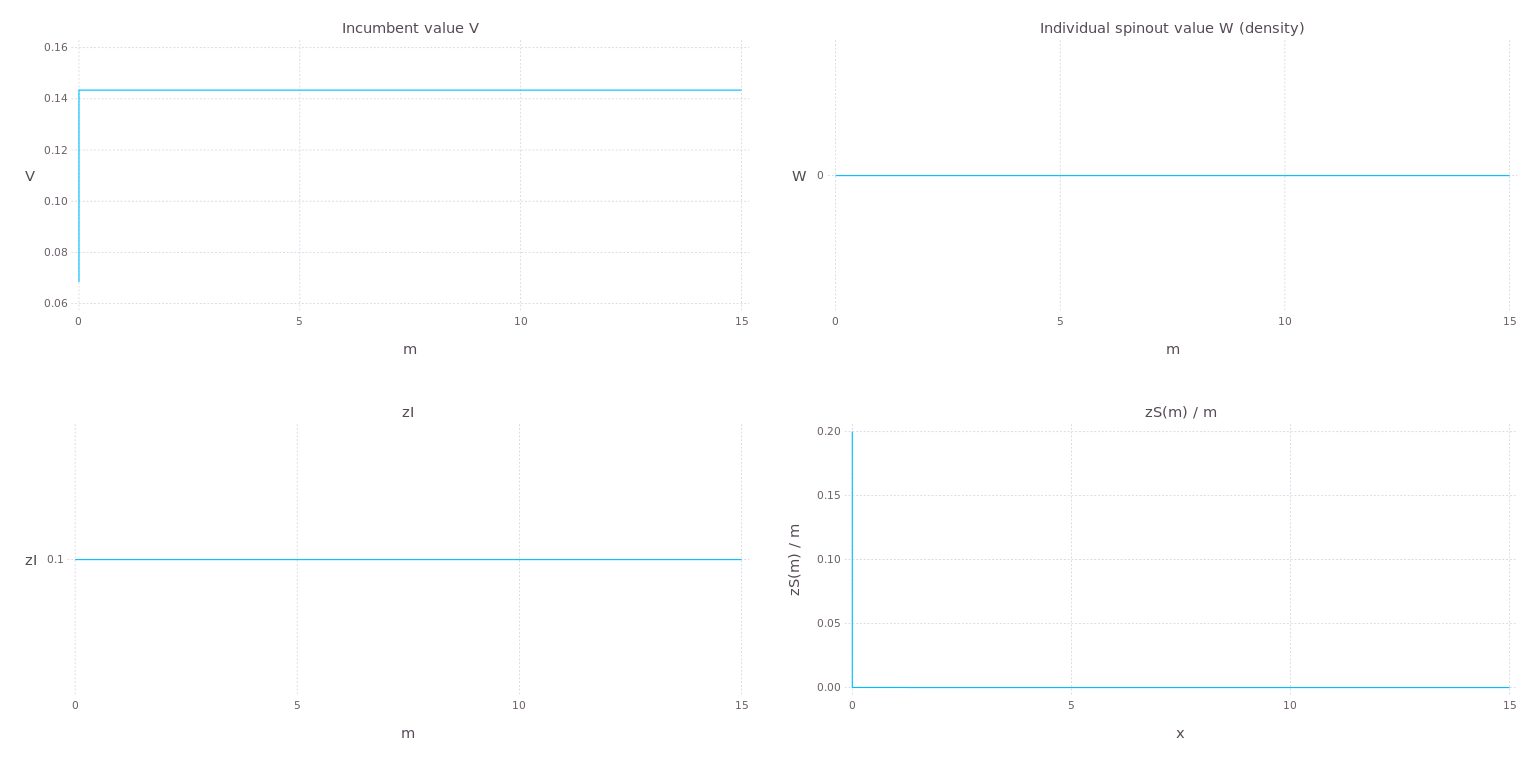 Incumbent value V
0.16
0.14
0.12
V
0.10
0.08
0.06
0 5 10 15
m
Individual spinout value W (density)
W 0
0 5 10 15
m
zI
zI 0.1
0 5 10 15
m
zS(m) / m
0.20
0.15
0.10
zS(m) / m
0.05
0.00
0 5 10 15
x